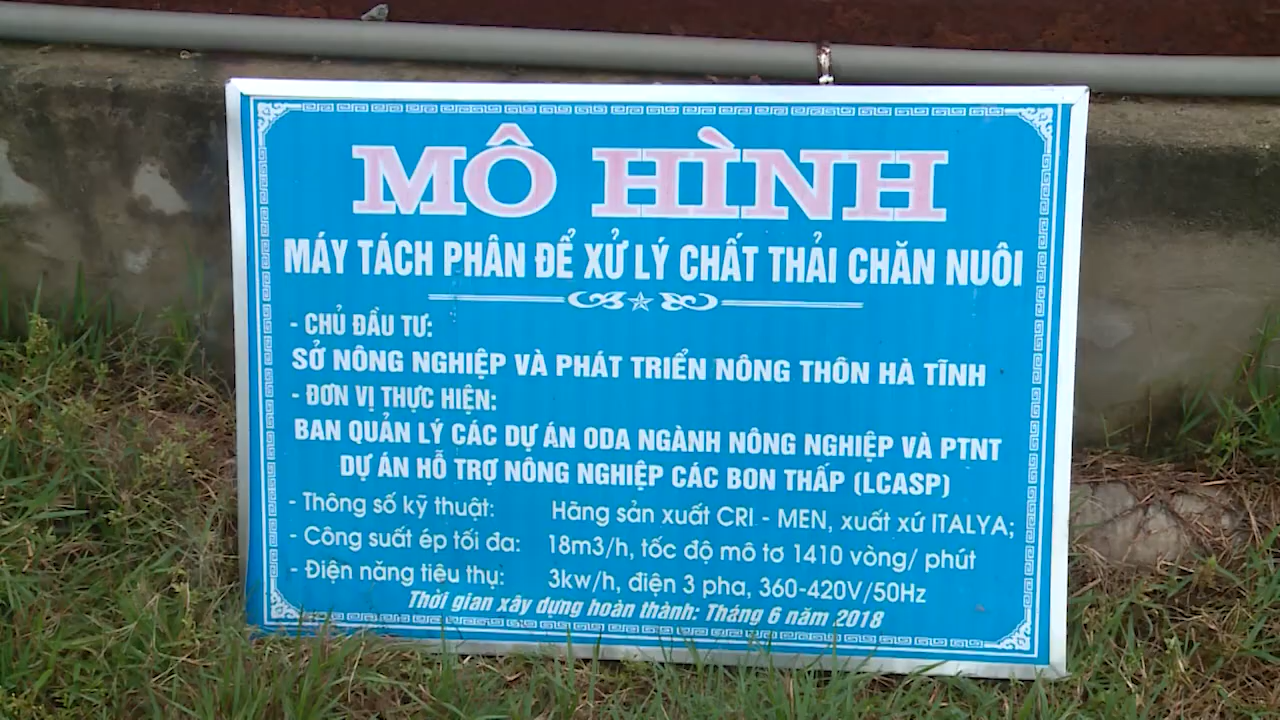 MÔ HÌNH
MÁY TÁCH PHÂN ĐỂ XỬ LÝ CHẤT THẢI CHĂN NUÔI
- CHỦ ĐẦU TƯ:
SỞ NÔNG NGHIỆP VÀ PHÁT TRIỂN NÔNG THÔN HÀ TĨNH
- ĐƠN VỊ THỰC HIỆN:
BAN QUẢN LÝ CÁC DỰ ÁN ODA NGÀNH NÔNG NGHIỆP VÀ PTNT
DỰ ÁN HỖ TRỢ NÔNG NGHIỆP CÁC BON THẤP (LCASP)
- Thông số kỹ thuật: Hãng sản xuất CRI - MEN, xuất xứ ITALYA;
- Công suất ép tối đa: 18m3/h, tốc độ mô tơ 1410 vòng/ phút
- Điện năng tiêu thụ: 3kw/h, điện 3 pha, 360-420V/50Hz
Thời gian xây dựng hoàn thành: Tháng 6 năm 2018